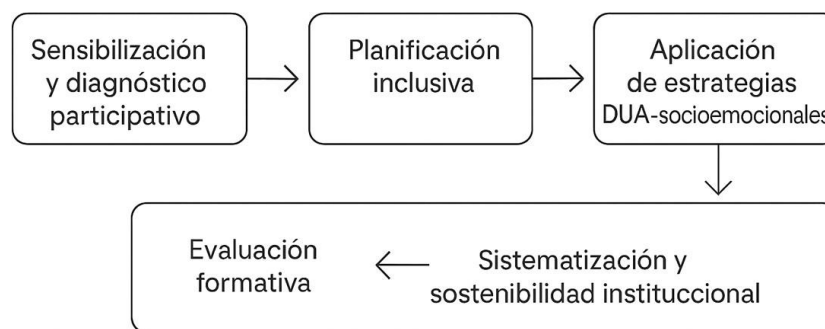 Sensibilización
y diagnóstico
participativo
Planificación
inclusiva
Aplicación
de estrategias
DUA-socioemocionales
Evaluación
formativa
Sistematización y
sostenibilidad instituccional